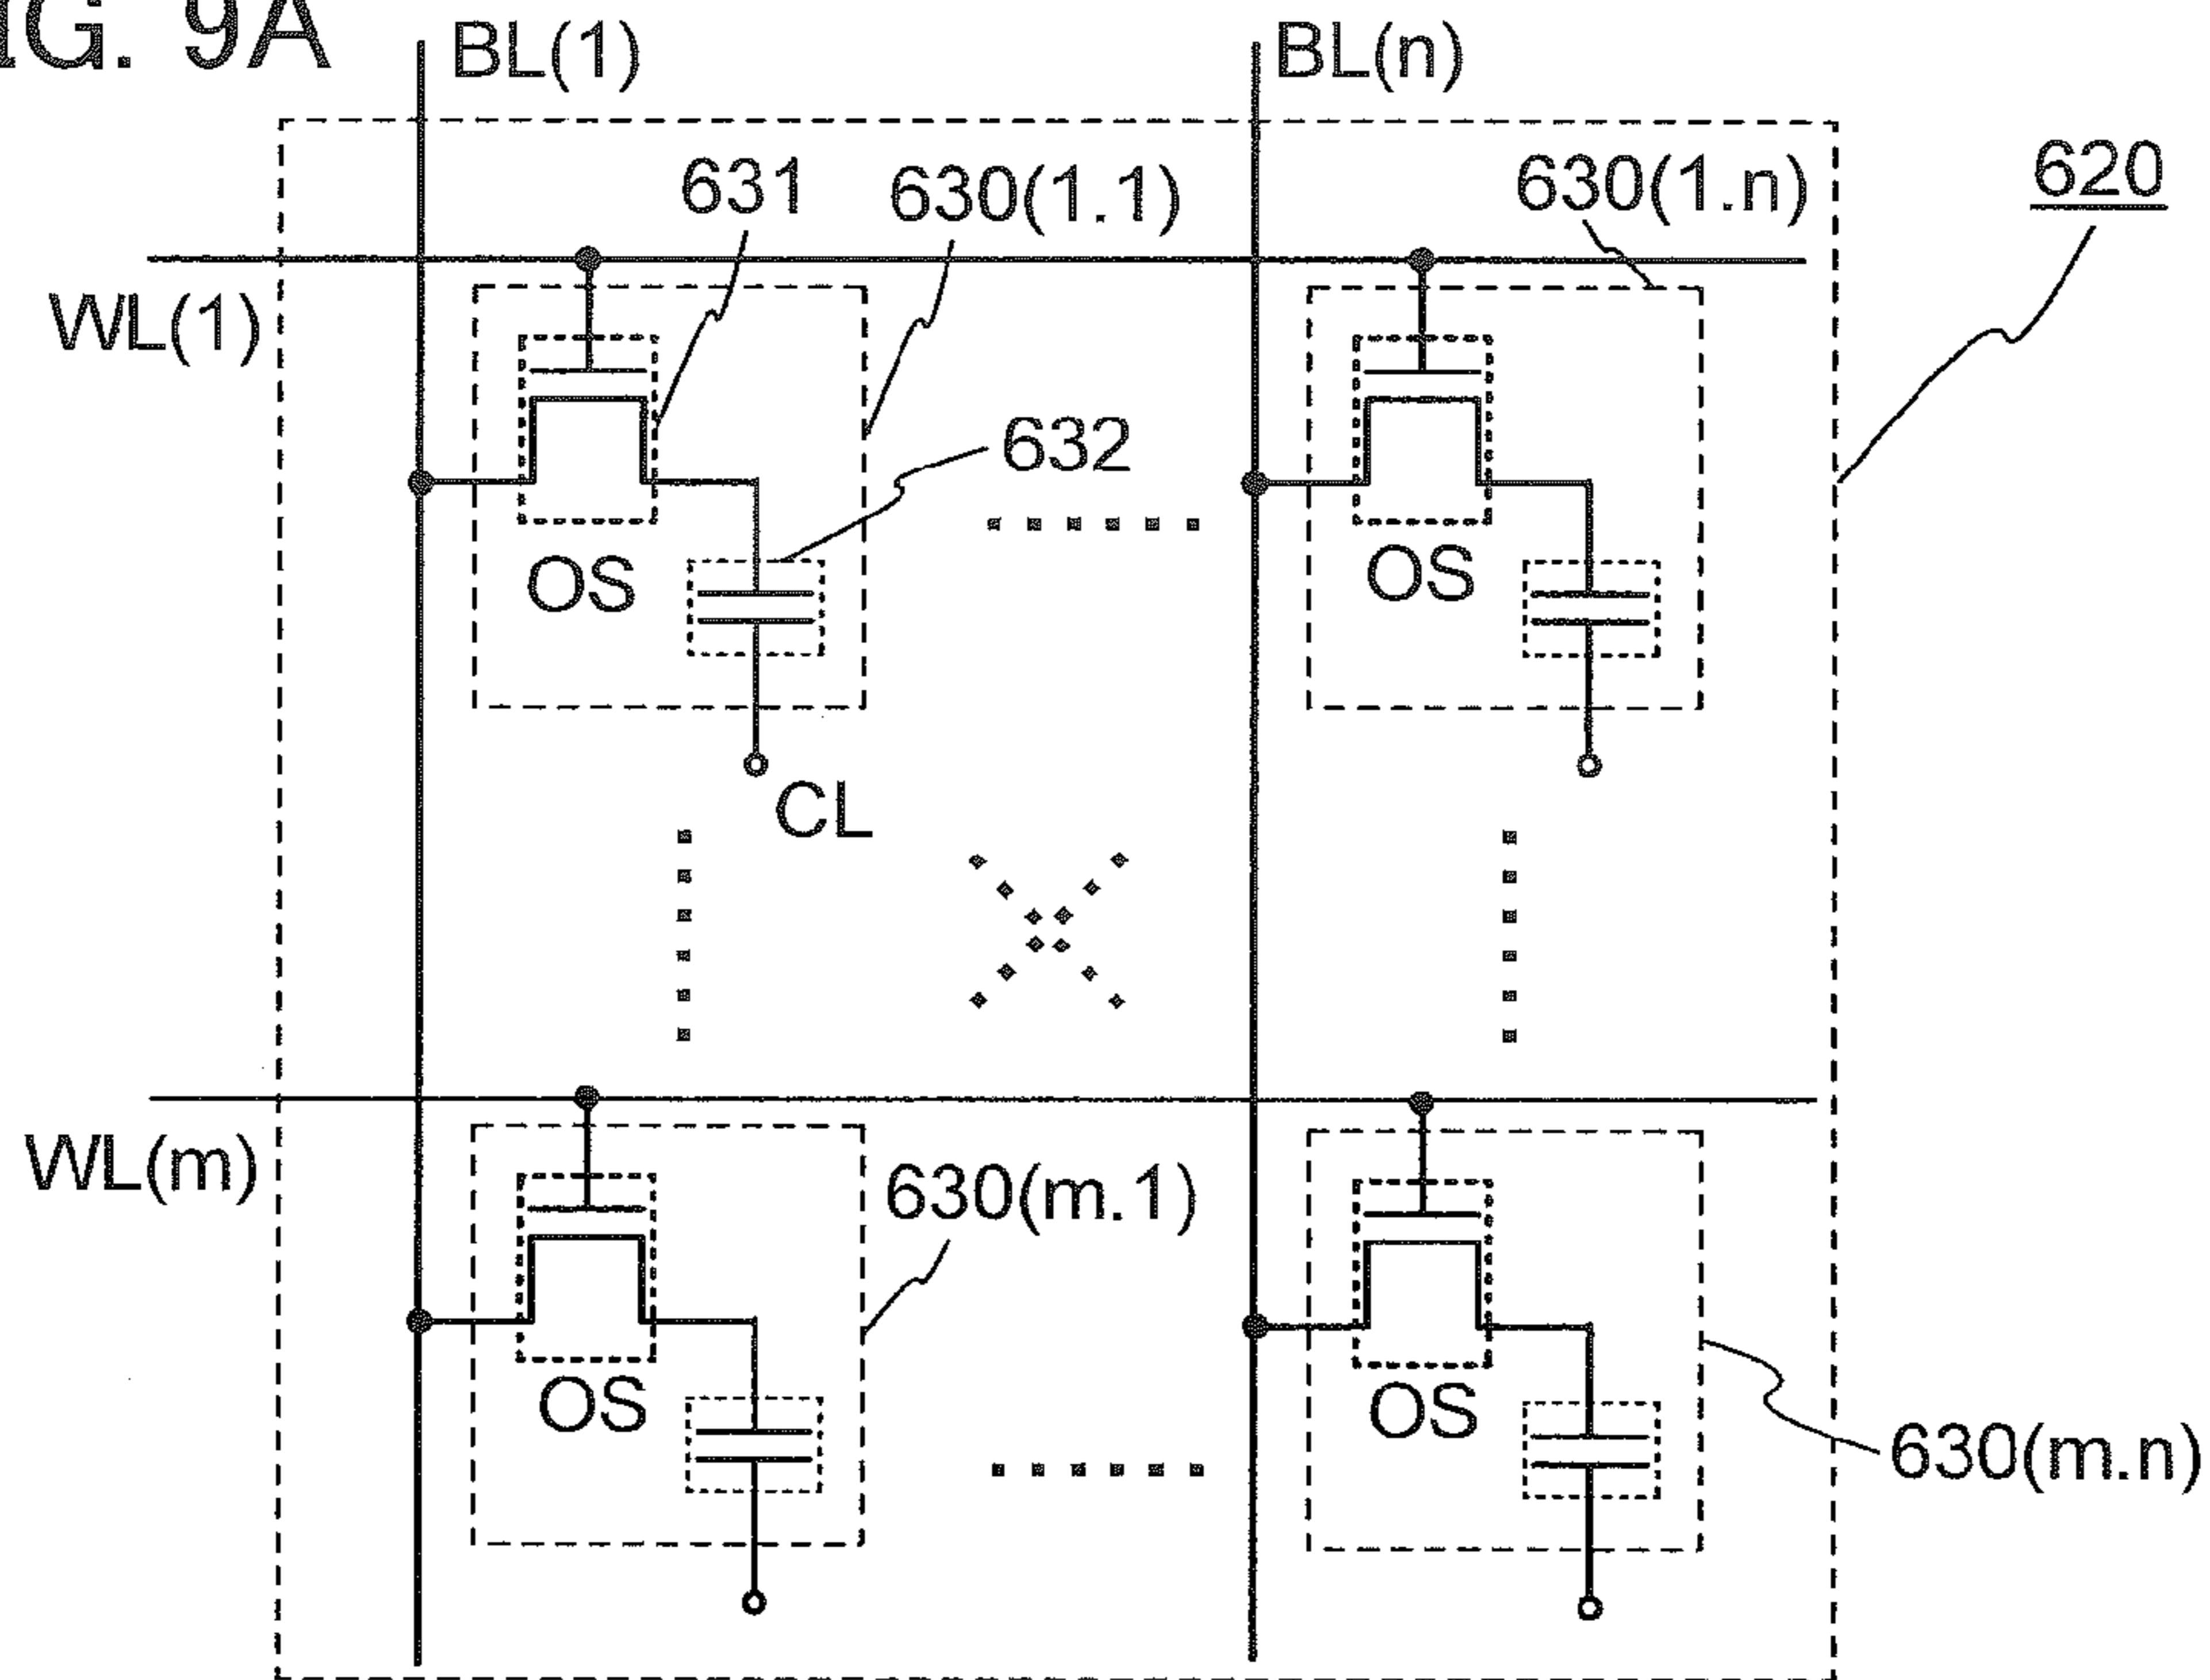 IG. 9A
BL(1)
BL(n)
631
630(1.1)
630(1.n)
620
WL(1)
632
OS
OS
CL
WL(m)
630(m.1)
OS
OS
630(m.n)